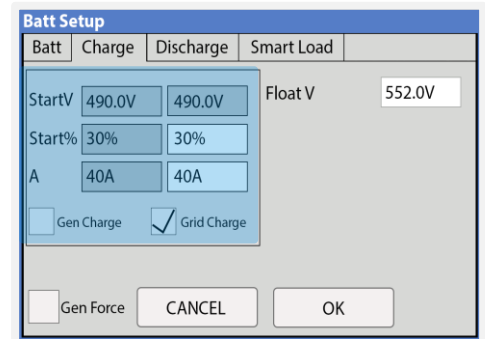 Batt Setup
Batt Charge Discharge Smart Load
StartV 490.0V 490.0V Float V 552.0V
Start% 30% 30%
A 40A 40A
Gen Charge Grid Charge
Gen Force CANCEL OK